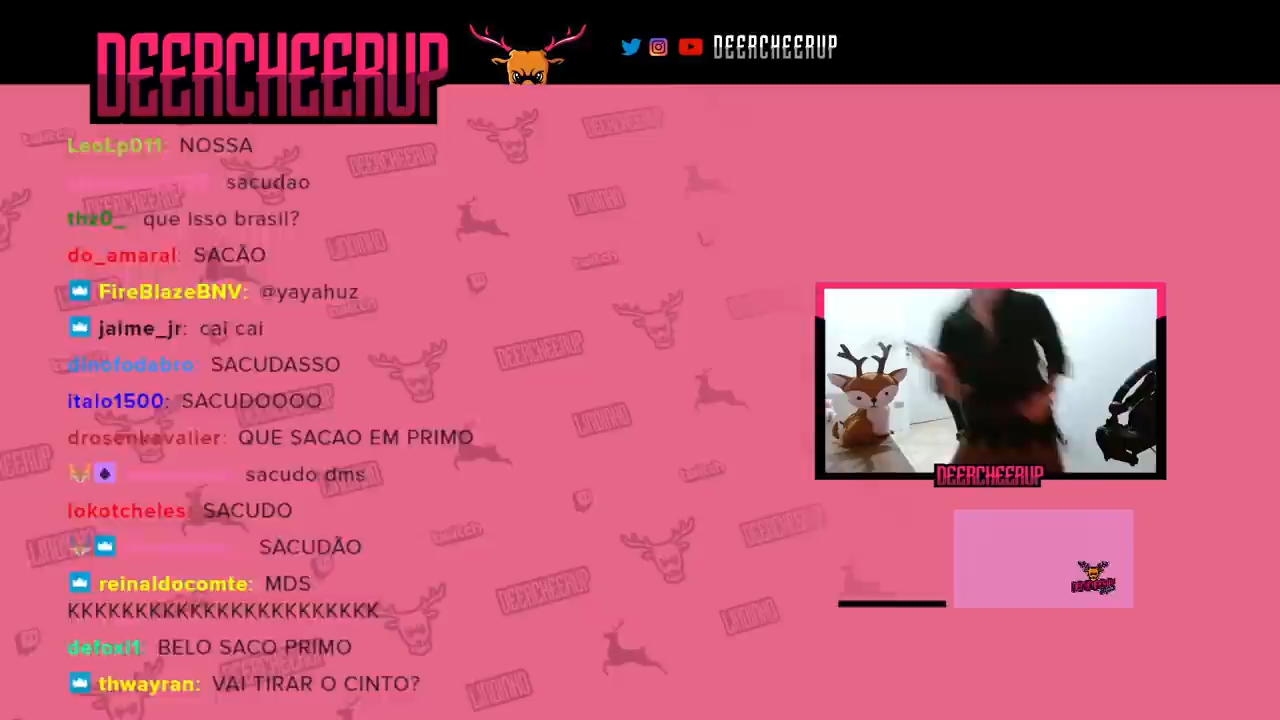 DEERCHEERUP
DEERCHEERUP
LeoLp011: NOSSA
sacudao
thz0_ que isso brasil?
do_amaral: SACÃO
FireBlazeBNV: @yayahuz
jaime_jr: cai cai
dinofodabro: SACUDASSO
italo1500: SACUDOOOO
drosenkavalier: QUE SACAO EM PRIMO
sacudo dms
lokotcheles: SACUDO
SACUDÃO
reinaldocomte: MDS
KKKKKKKKKKKKKKKKKKKKKKK
defoxi1: BELO SACO PRIMO
thwayran: VAI TIRAR O CINTO?
DEERCHEERUP